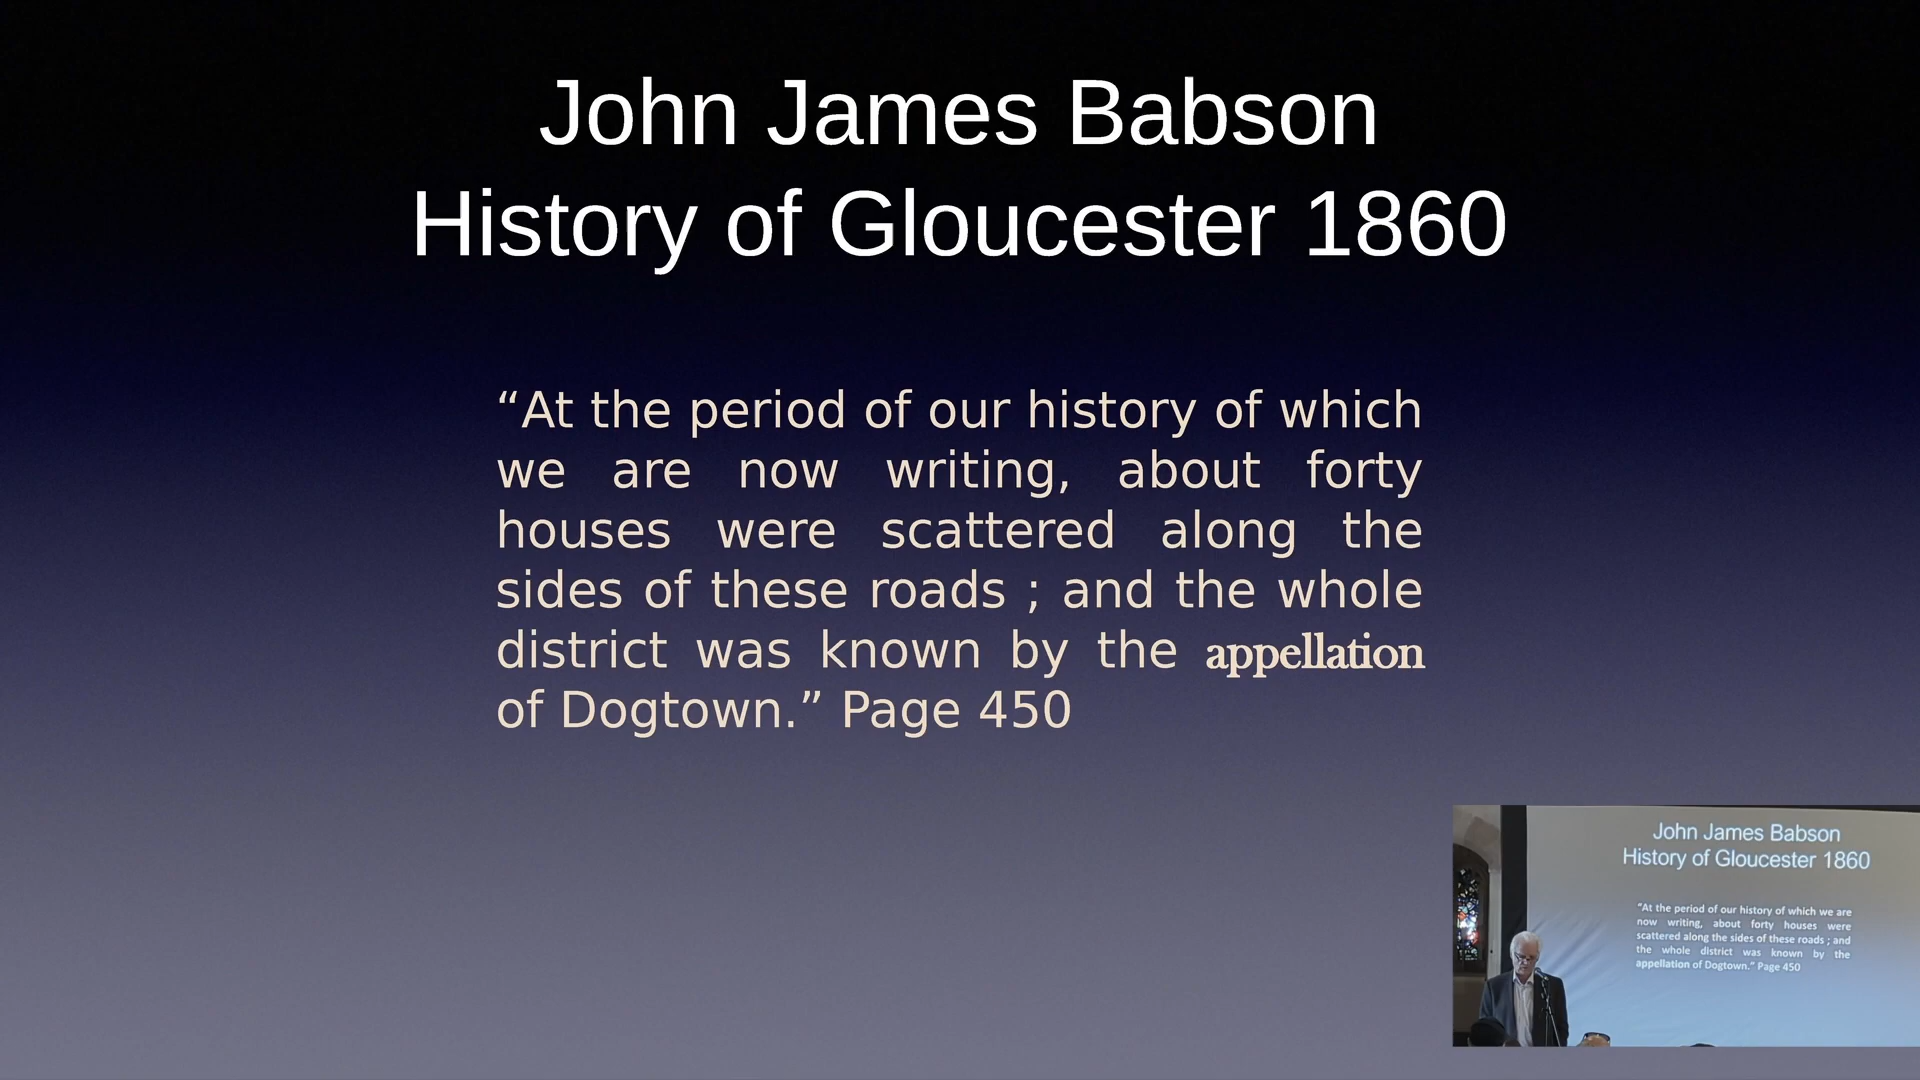 John James Babson
History of Gloucester 1860
“At the period of our history of which
we are now writing, about forty
houses were scattered along the
sides of these roads ; and the whole
district was known by the appellation
of Dogtown.” Page 450
John James Babson
History of Gloucester 1860
“At the period of our history of which we are
now writing, about forty houses were
scattered along the sides of these roads ; and
the whole district was known by the
appellation of Dogtown.” Page 450